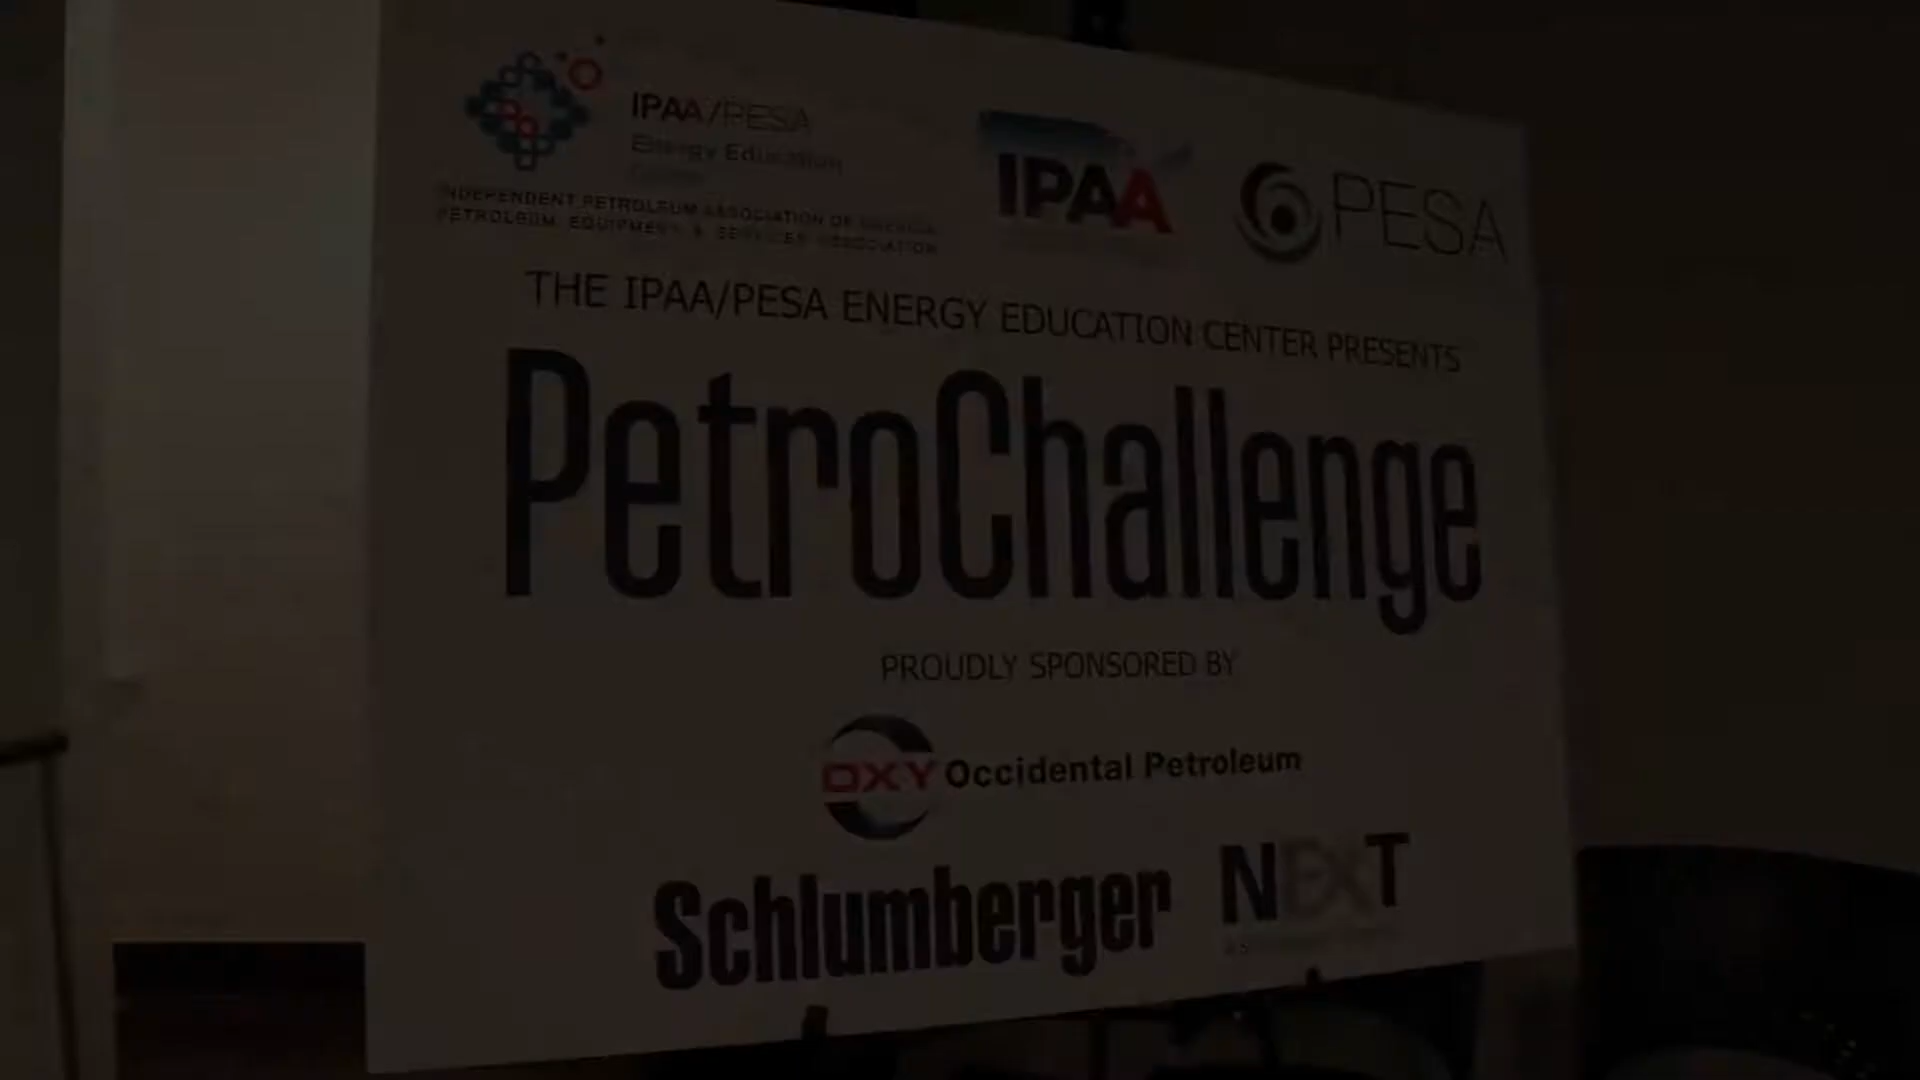 IPAA/PESA
Energy Education
INDEPENDENT PETROLEUM ASSOCIATION OF AMERICA
PETROLEUM EQUIPMENT & SERVICES ASSOCIATION
IPAA
PESA
THE IPAA/PESA ENERGY EDUCATION CENTER PRESENTS
PetroChallenge
PROUDLY SPONSORED BY
OXY Occidental Petroleum
Schlumberger
NEXT